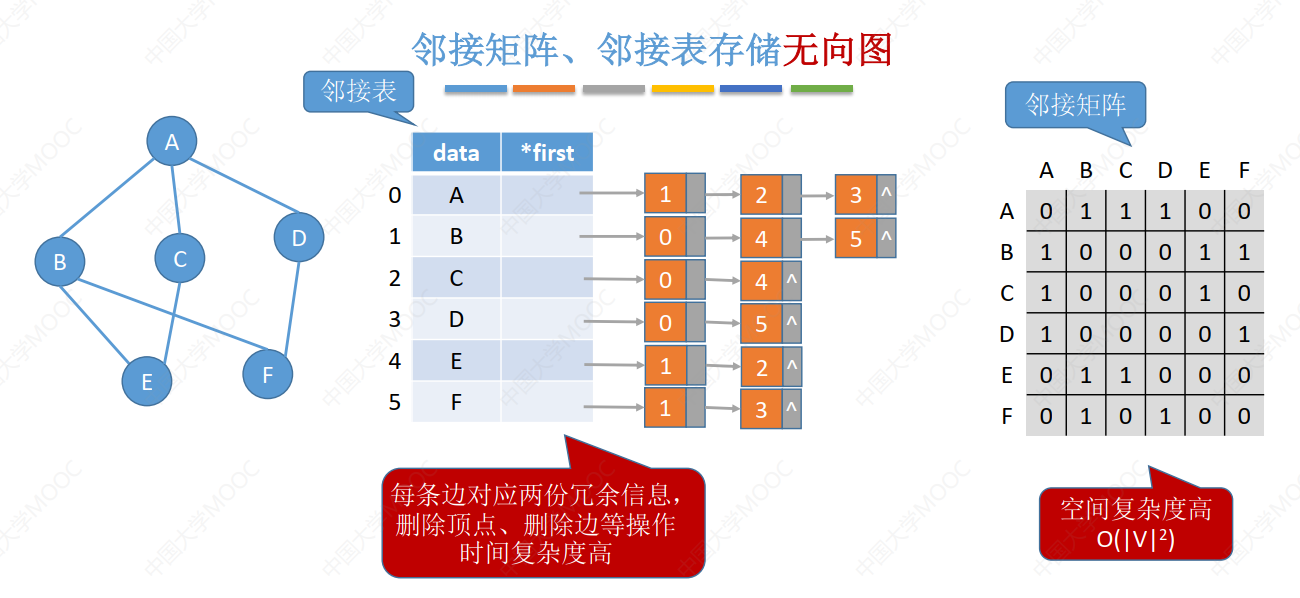 邻接矩阵、邻接表存储无向图
邻接表
邻接矩阵
A
B
C
D
E
F
data *first
0 A 1 2 3 ^
1 B 0 4 5 ^
2 C 0 4 ^
3 D 0 5 ^
4 E 1 2 ^
5 F 1 3 ^
A B C D E F
A 0 1 1 1 0 0
B 1 0 0 0 1 1
C 1 0 0 0 1 0
D 1 0 0 0 0 1
E 0 1 1 0 0 0
F 0 1 0 1 0 0
每条边对应两份冗余信息，
删除顶点、删除边等操作
时间复杂度高
空间复杂度高
O(|V|²)
中国大学MOOC